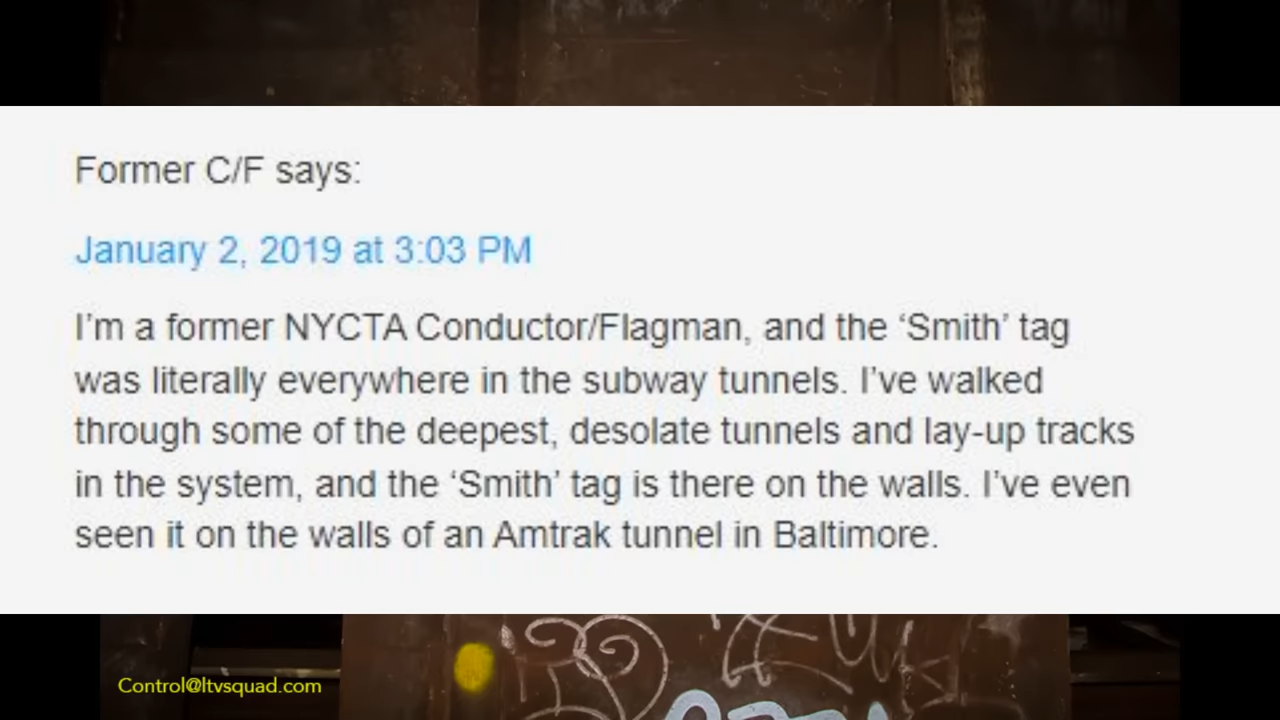 Former C/F says:
January 2, 2019 at 3:03 PM
I’m a former NYCTA Conductor/Flagman, and the ‘Smith’ tag
was literally everywhere in the subway tunnels. I’ve walked
through some of the deepest, desolate tunnels and lay-up tracks
in the system, and the ‘Smith’ tag is there on the walls. I’ve even
seen it on the walls of an Amtrak tunnel in Baltimore.
Control@ltvsquad.com